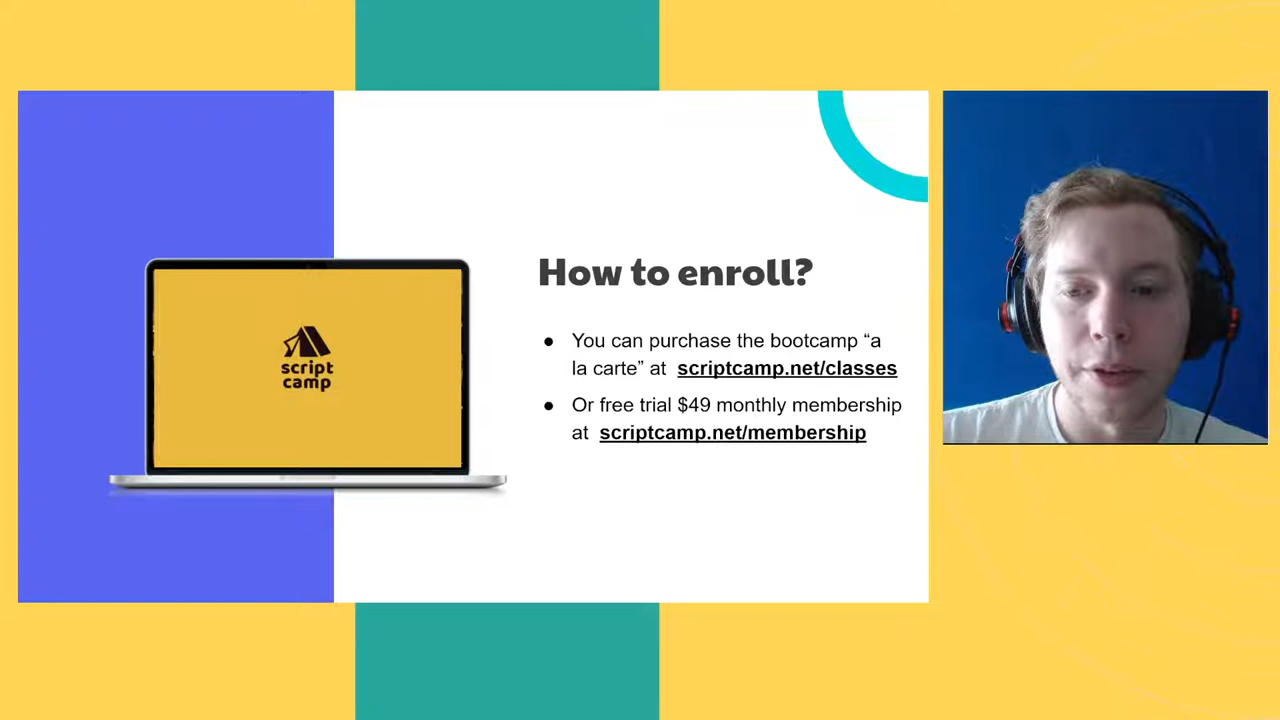 script
camp
How to enroll?
● You can purchase the bootcamp “a
la carte” at scriptcamp.net/classes
● Or free trial $49 monthly membership
at scriptcamp.net/membership